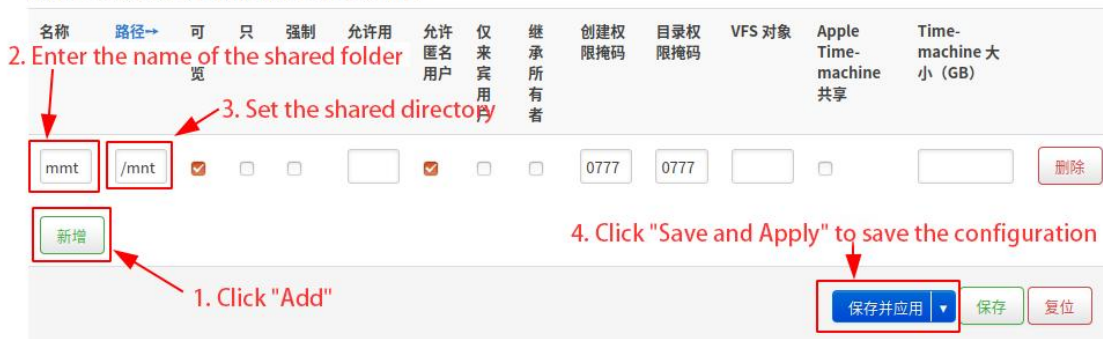 名称 路径 可 只 强制 允许用 允许 仅 继 创建权 目录权 VFS 对象 Apple Time-
匿名 来 承 限掩码 限掩码 Time- machine 大
2. Enter the name of the shared folder
览 用户 宾 所 machine 小（GB）
用 有 共享
3. Set the shared directory
户 者
mmt /mnt 0777 0777 删除
新增
4. Click "Save and Apply" to save the configuration
1. Click "Add"
保存并应用 保存 复位